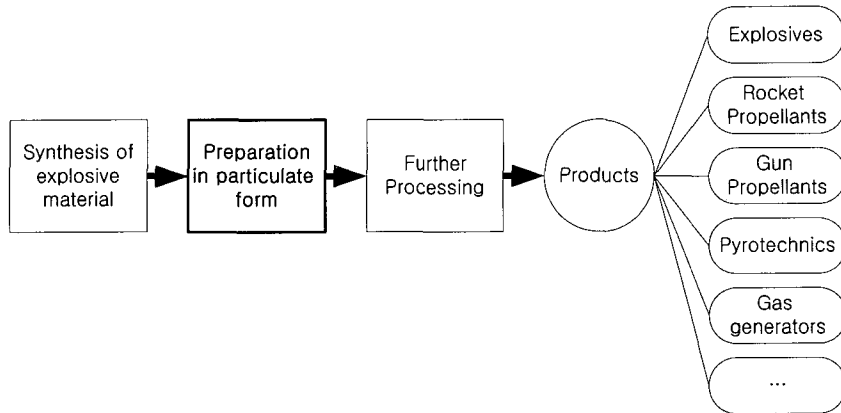 Synthesis of
explosive
material
Preparation
in particulate
form
Further
Processing
Products
Explosives
Rocket
Propellants
Gun
Propellants
Pyrotechnics
Gas
generators
...